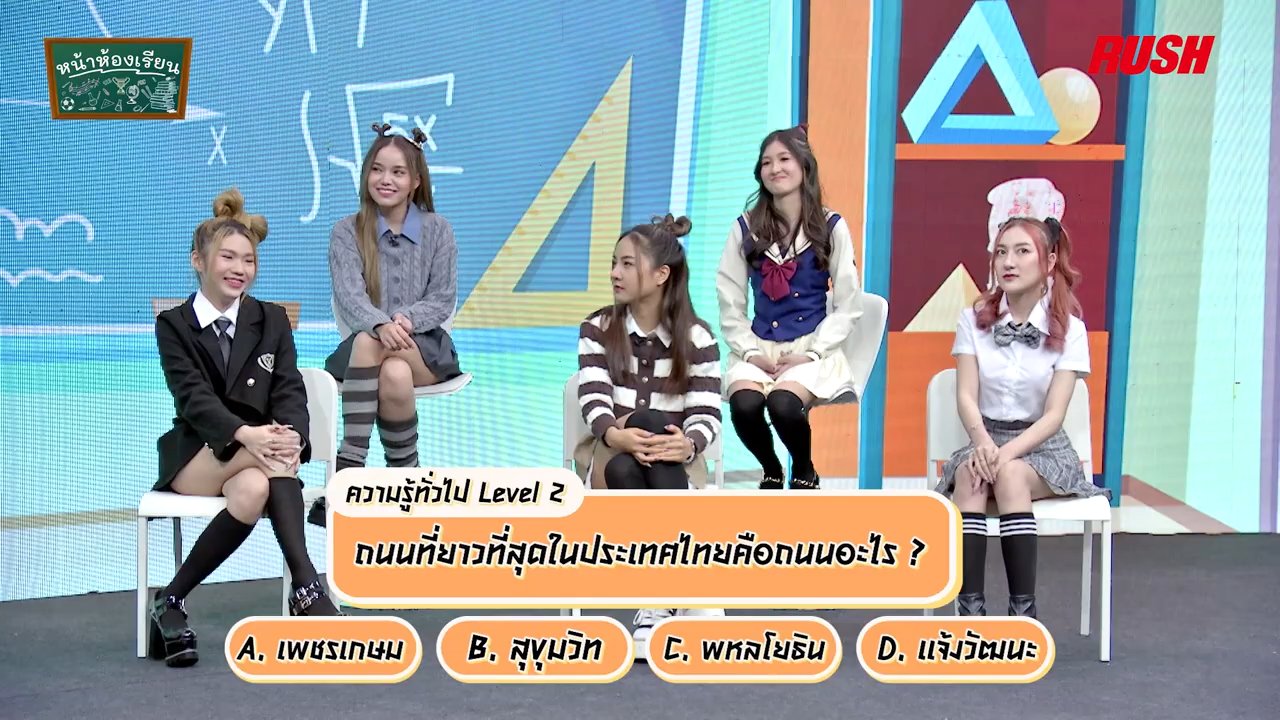 หน้าห้องเรียน
RUSH
ความรู้ทั่วไป Level 2
ถนนที่ยาวที่สุดในประเทศไทยคือถนนอะไร ?
A. เพชรเกษม
B. สุขุมวิท
C. พหลโยธิน
D. แจ้งวัฒนะ